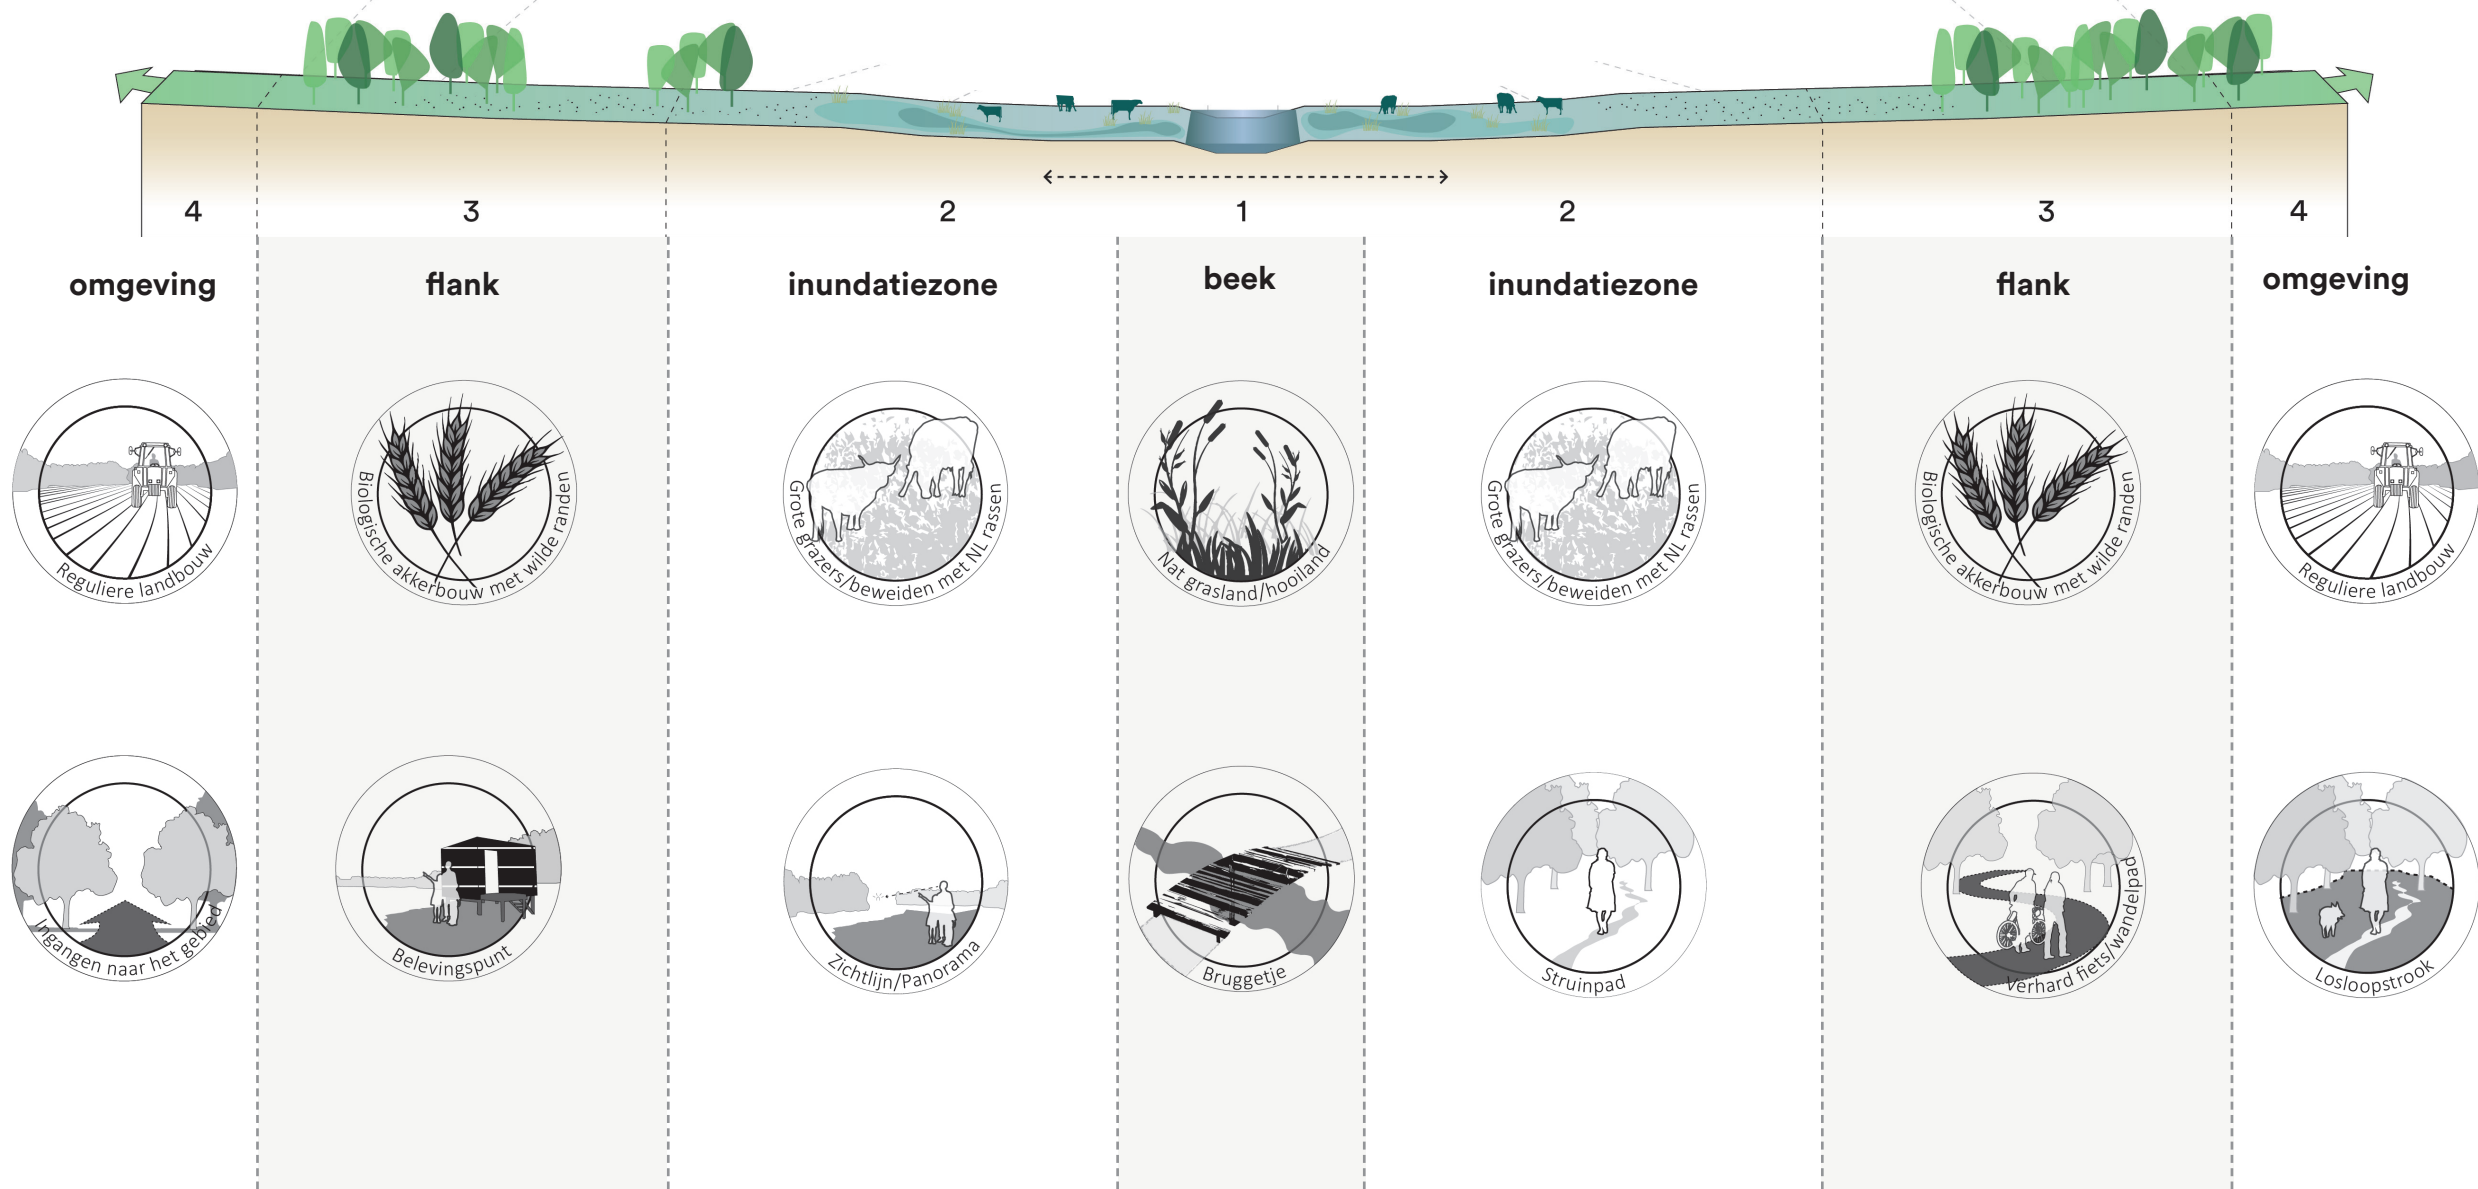 4
3
2
1
2
3
4
omgeving
flank
inundatiezone
beek
inundatiezone
flank
omgeving
Reguliere landbouw
Biologische akkerbouw met wilde randen
Grote grazers/beweiden met NL rassen
Nat grasland/hooiland
Grote grazers/beweiden met NL rassen
Biologische akkerbouw met wilde randen
Reguliere landbouw
Ingangen naar het gebied
Belevingspunt
Zichtlijn/Panorama
Bruggetje
Struinpad
Verhard fiets/wandelpad
Losloopstrook